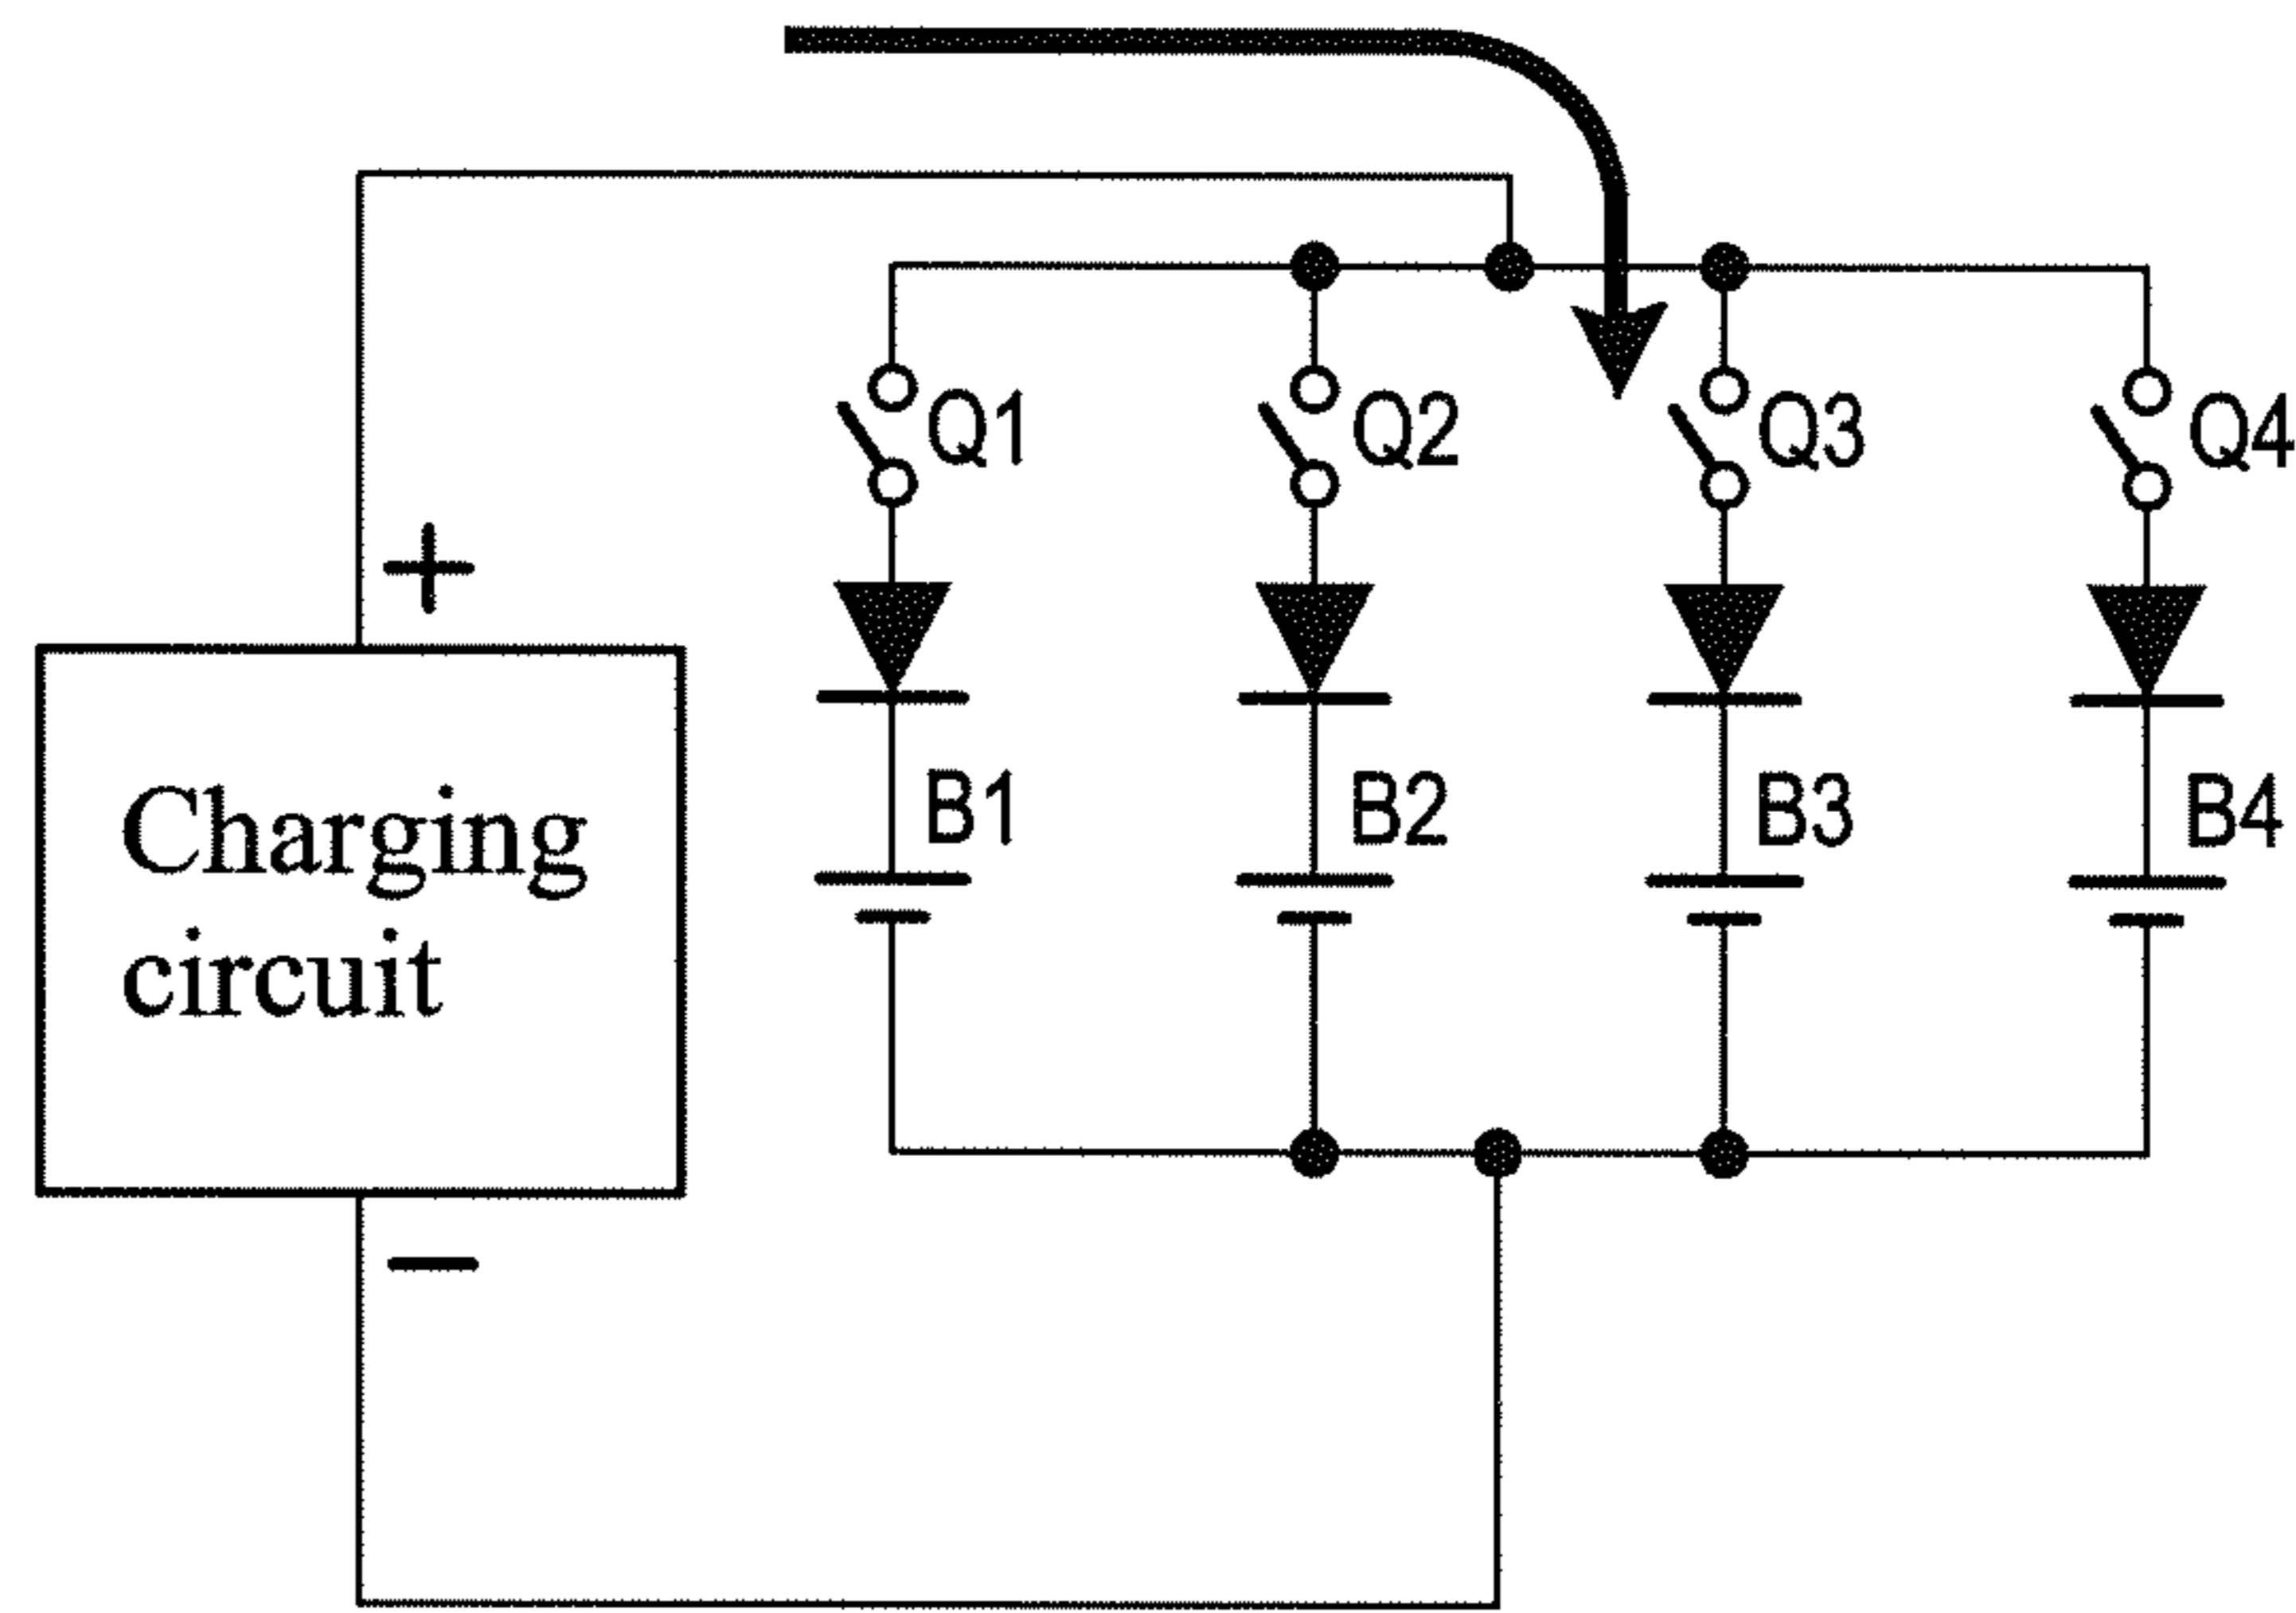 Q1 Q2 Q3 Q4
+
B1 B2 B3 B4
Charging
circuit
−